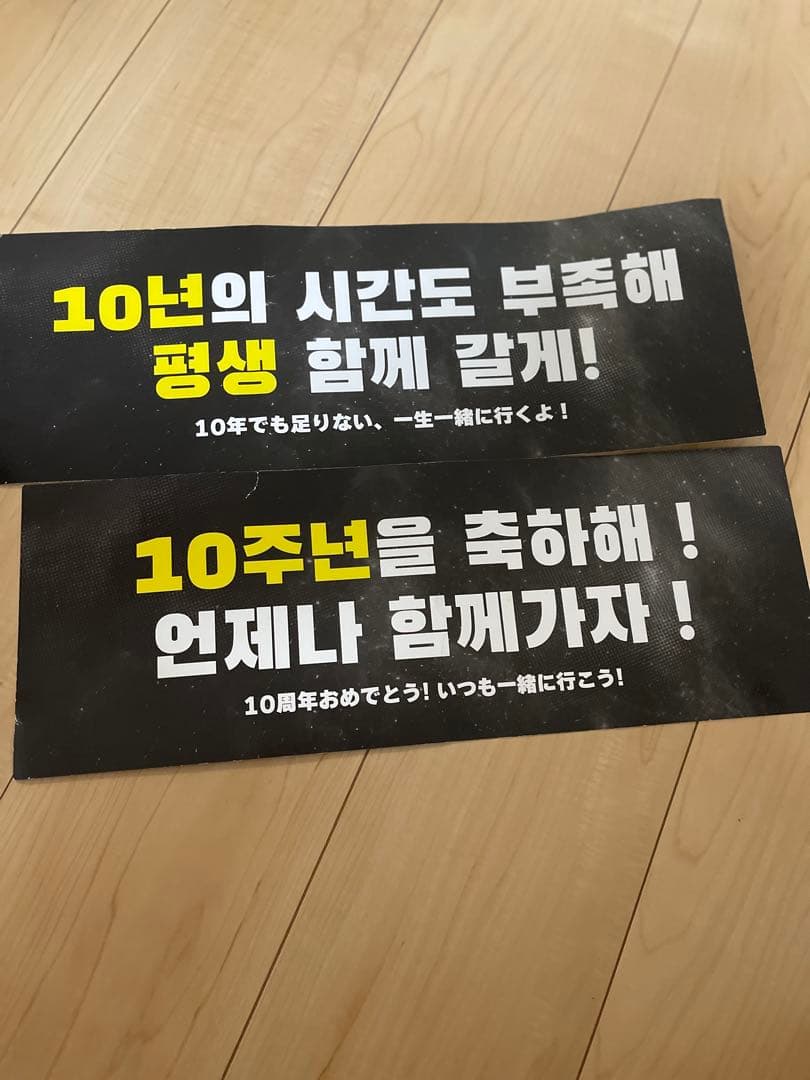 10년의 시간도 부족해
평생 함께 갈게!
10年でも足りない、一生一緒に行くよ！
10주년을 축하해！
언제나 함께가자！
10周年おめでとう! いつも一緒に行こう!